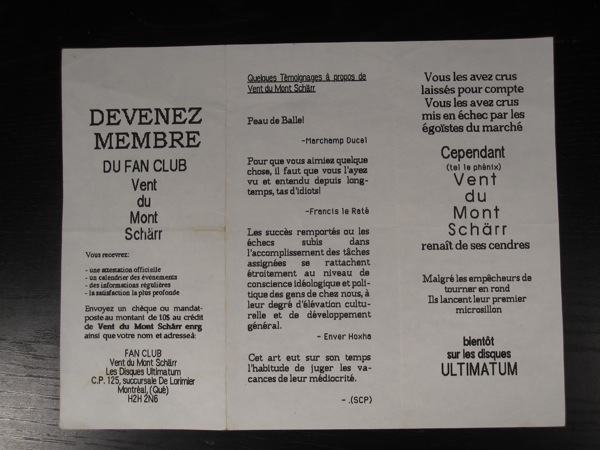 DEVENEZ
MEMBRE
DU FAN CLUB
Vent
du
Mont
Schärr
Vous recevrez:
- une attestation officielle
- un calendrier des évènements
- des informations régulières
- la satisfaction la plus profonde
Envoyez un chèque ou mandat-
poste au montant de 10$ au crédit
de Vent du Mont Schärr enrg
ainsi que votre nom et adresseà:
FAN CLUB
Vent du Mont Schärr
Les Disques Ultimatum
C.P. 125, succursale De Lorimier
Montréal, (Qué)
H2H 2N6
Quelques Témoignages à propos de
Vent du Mont Schärr
Peau de Balle!
-Marchamp Ducel
Pour que vous aimiez quelque
chose, il faut que vous l'ayez
vu et entendu depuis long-
temps, tas d'idiots!
-Francis le Raté
Les succès remportés ou les
échecs subis dans
l'accomplissement des tâches
assignées se rattachent
étroitement au niveau de
conscience idéologique et poli-
tique des gens de chez nous, à
leur degré d'élévation cultu-
relle et de développement
général.
- Enver Hoxha
Cet art eut sur son temps
l'habitude de juger les va-
cances de leur médiocrité.
- .(SCP)
Vous les avez crus
laissés pour compte
Vous les avez crus
mis en échec par les
égoïstes du marché
Cependant
(tel le phénix)
Vent
du
Mont
Schärr
renaît de ses cendres
Malgré les empêcheurs de
tourner en rond
Ils lancent leur premier
microsillon
bientôt
sur les disques
ULTIMATUM